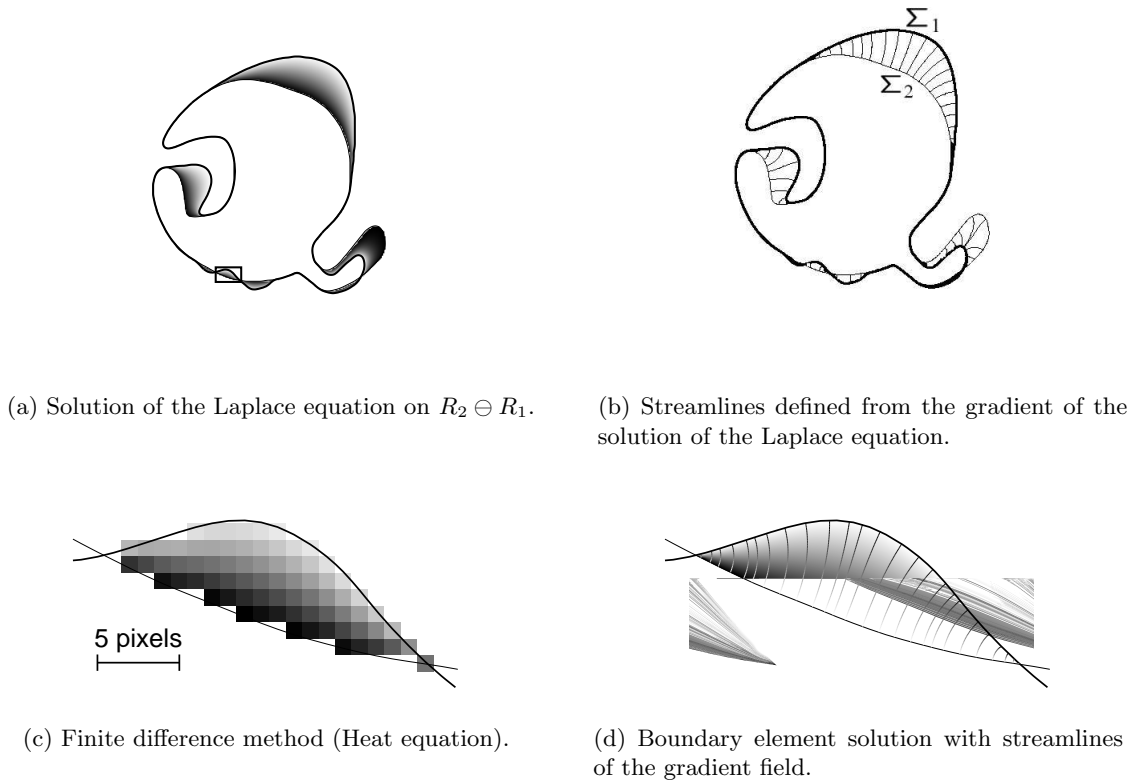 Σ₁
Σ₂
(a) Solution of the Laplace equation on R₂ ⊖ R₁.
(b) Streamlines defined from the gradient of the
solution of the Laplace equation.
5 pixels
(c) Finite difference method (Heat equation).
(d) Boundary element solution with streamlines
of the gradient field.